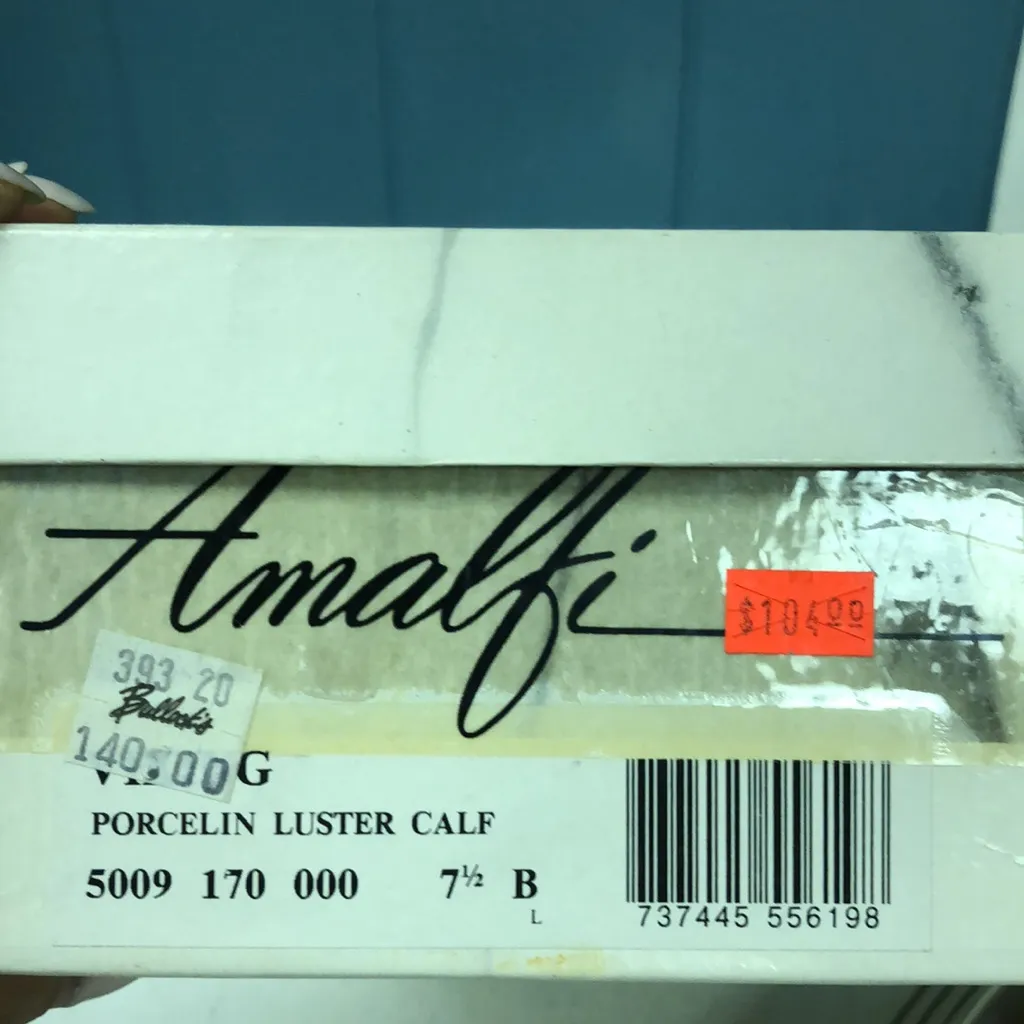 Amalfi
$104.00
393 20
Bullock's
140.00
PORCELIN LUSTER CALF
5009 170 000 7½ B
L
737445 556198